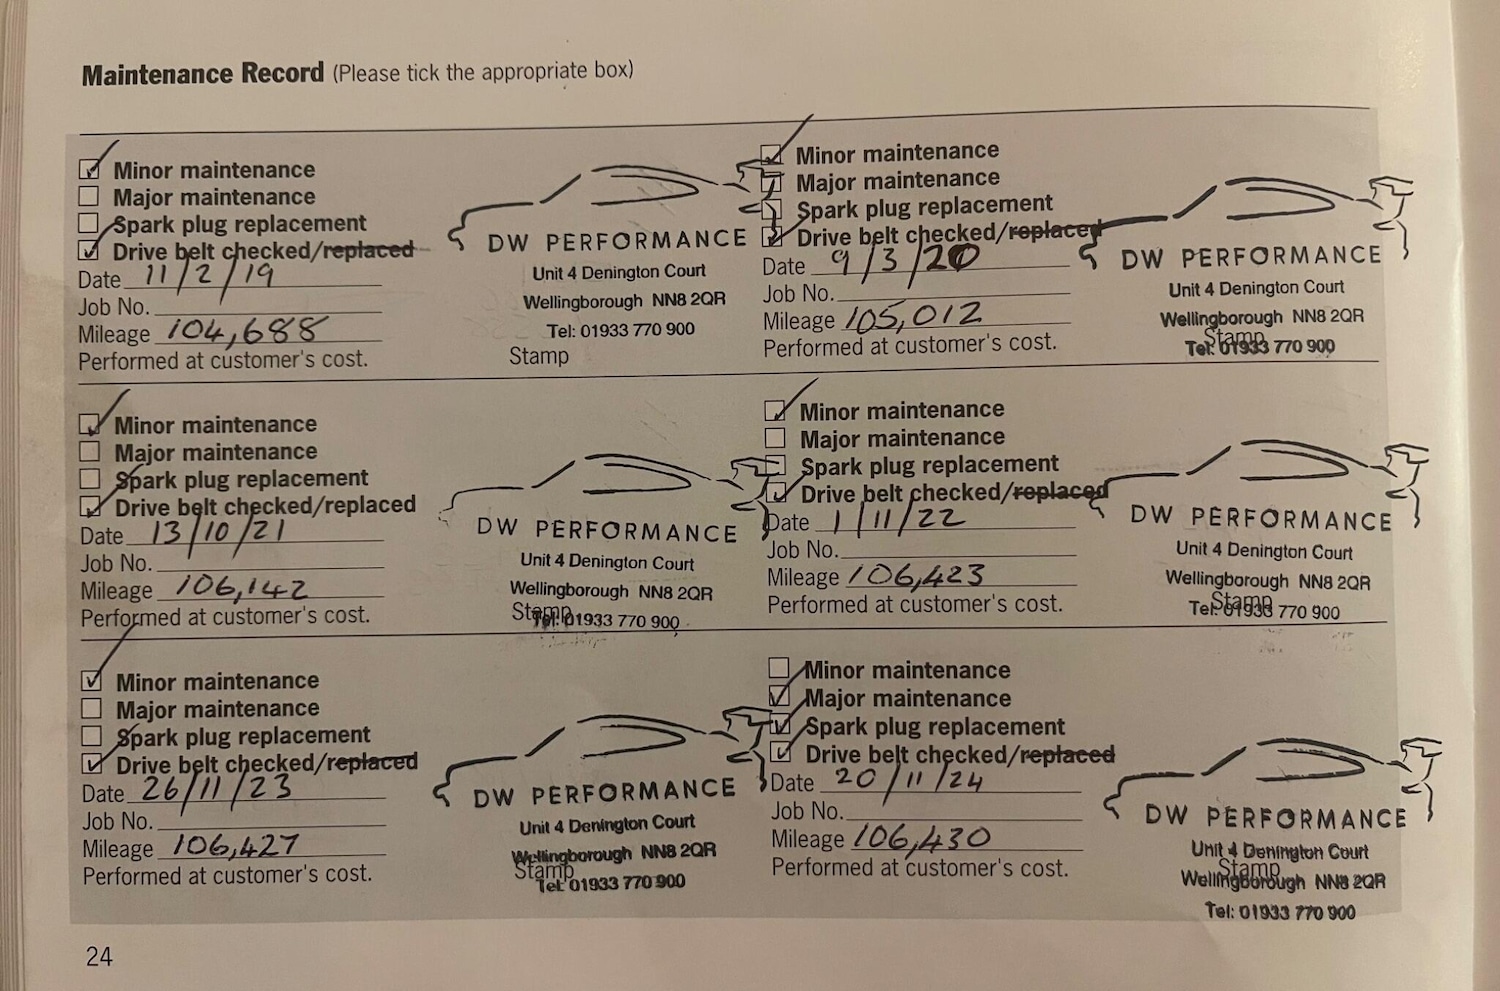 Maintenance Record (Please tick the appropriate box)
Minor maintenance
Major maintenance
Spark plug replacement
Drive belt checked/replaced
Date 11/2/19
Job No.
Mileage 104,688
Performed at customer's cost.
DW PERFORMANCE
Unit 4 Denington Court
Wellingborough NN8 2QR
Tel: 01933 770 900
Stamp
Minor maintenance
Major maintenance
Spark plug replacement
Drive belt checked/replaced
Date 9/3/20
Job No.
Mileage 105,012
Performed at customer's cost.
DW PERFORMANCE
Unit 4 Denington Court
Wellingborough NN8 2QR
Stamp
Tel: 01933 770 900
Minor maintenance
Major maintenance
Spark plug replacement
Drive belt checked/replaced
Date 13/10/21
Job No.
Mileage 106,142
Performed at customer's cost.
DW PERFORMANCE
Unit 4 Denington Court
Wellingborough NN8 2QR
Stamp
Tel: 01933 770 900
Minor maintenance
Major maintenance
Spark plug replacement
Drive belt checked/replaced
Date 1/11/22
Job No.
Mileage 106,423
Performed at customer's cost.
DW PERFORMANCE
Unit 4 Denington Court
Wellingborough NN8 2QR
Stamp
Tel: 01933 770 900
Minor maintenance
Major maintenance
Spark plug replacement
Drive belt checked/replaced
Date 26/11/23
Job No.
Mileage 106,427
Performed at customer's cost.
DW PERFORMANCE
Unit 4 Denington Court
Wellingborough NN8 2QR
Stamp
Tel: 01933 770 900
Minor maintenance
Major maintenance
Spark plug replacement
Drive belt checked/replaced
Date 20/11/24
Job No.
Mileage 106,430
Performed at customer's cost.
DW PERFORMANCE
Unit 4 Denington Court
Stamp
Wellingborough NN8 2QR
Tel: 01933 770 900
24